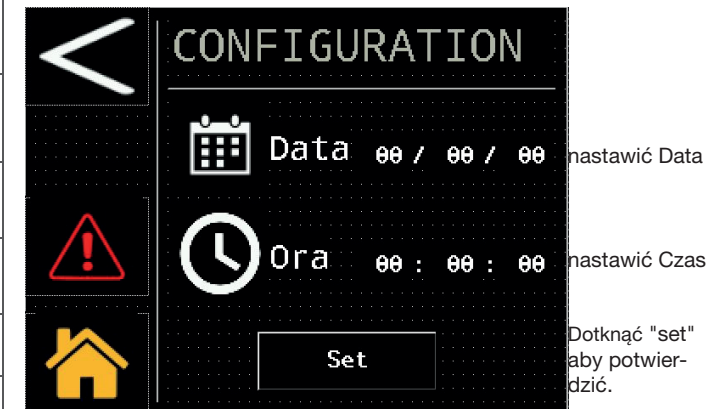 CONFIGURATION
Data 00 / 00 / 00
nastawić Data
Ora 00 : 00 : 00
nastawić Czas
Set
Dotknąć "set"
aby potwier-
dzić.